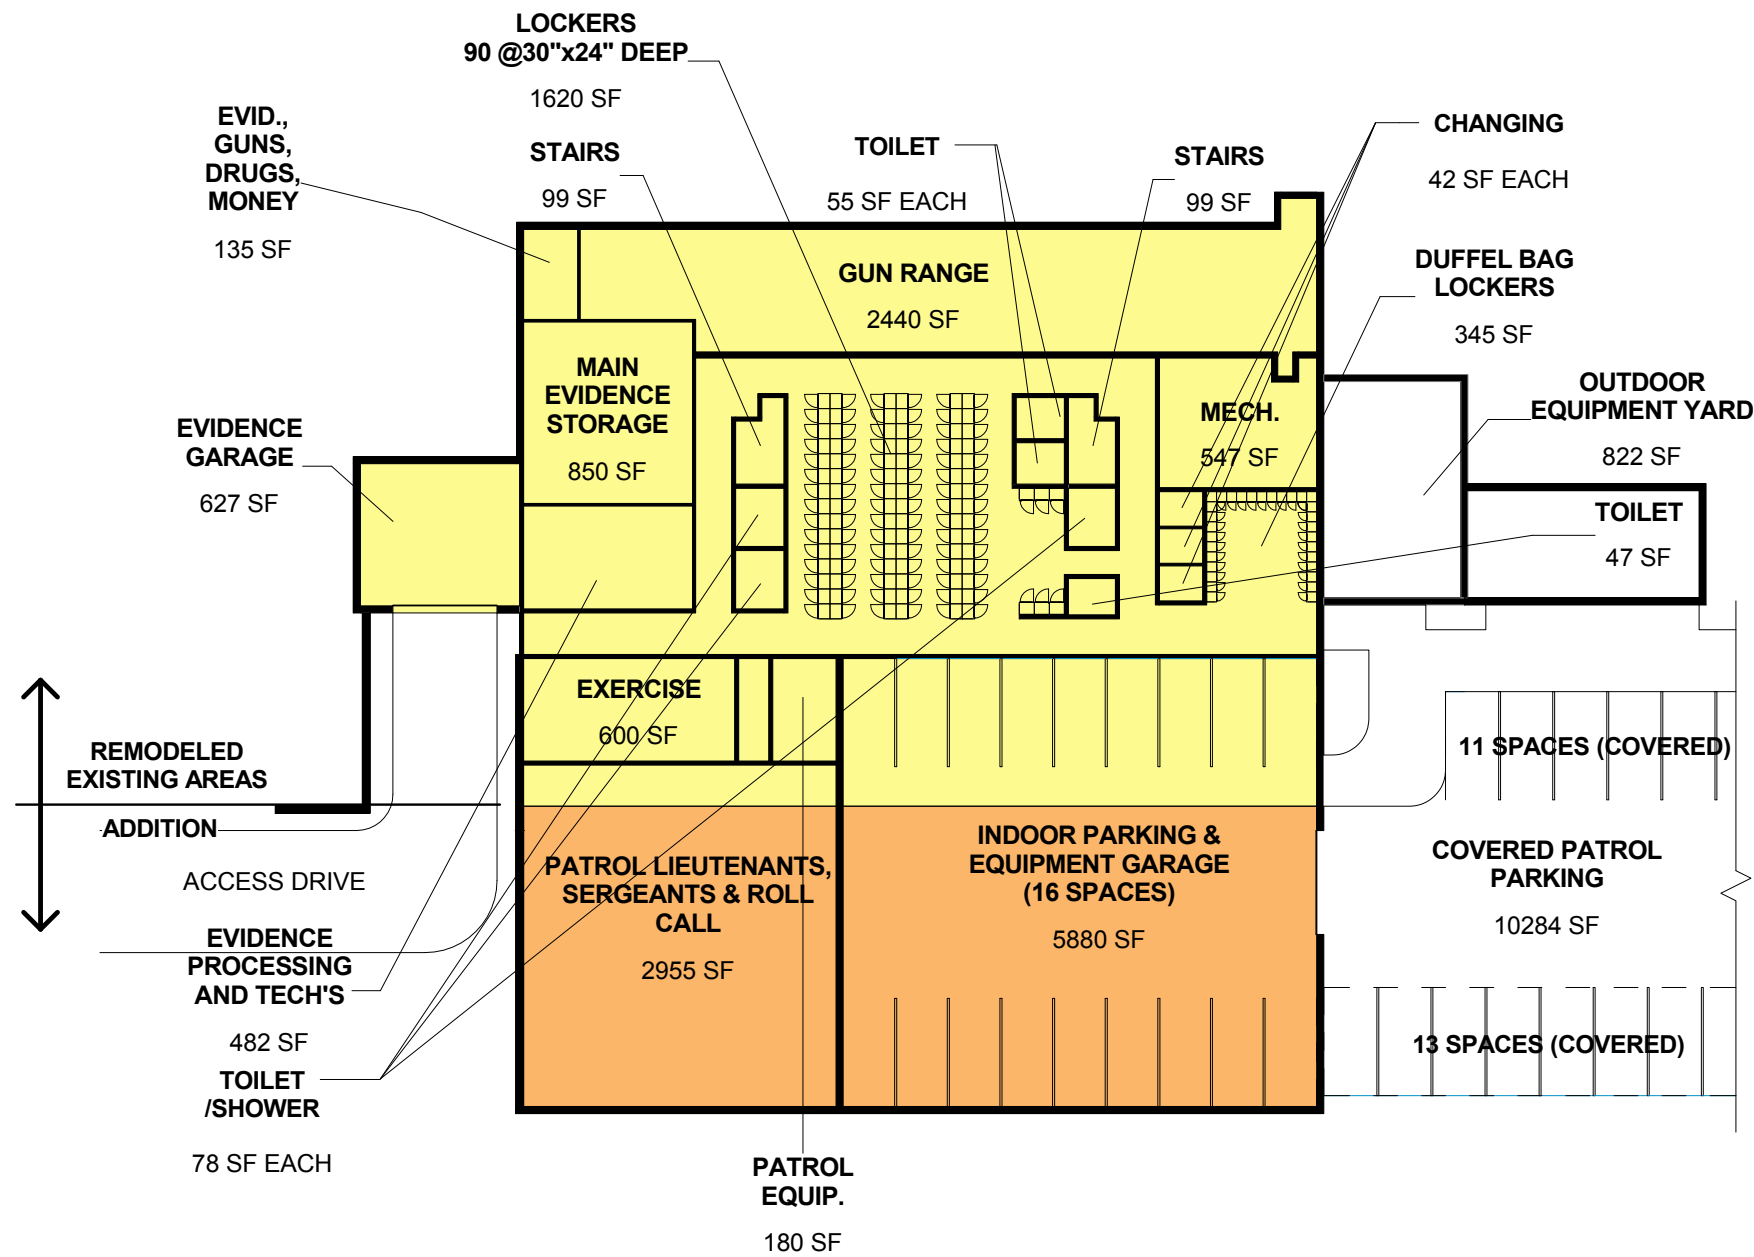 LOCKERS
90 @30"x24" DEEP
1620 SF
EVID.,
GUNS,
DRUGS,
MONEY
135 SF
STAIRS
99 SF
TOILET
55 SF EACH
STAIRS
99 SF
CHANGING
42 SF EACH
DUFFEL BAG
LOCKERS
345 SF
GUN RANGE
2440 SF
MAIN
EVIDENCE
STORAGE
850 SF
MECH.
547 SF
OUTDOOR
EQUIPMENT YARD
822 SF
EVIDENCE
GARAGE
627 SF
TOILET
47 SF
EXERCISE
600 SF
REMODELED
EXISTING AREAS
ADDITION
ACCESS DRIVE
11 SPACES (COVERED)
PATROL LIEUTENANTS,
SERGEANTS & ROLL
CALL
2955 SF
INDOOR PARKING &
EQUIPMENT GARAGE
(16 SPACES)
5880 SF
COVERED PATROL
PARKING
10284 SF
EVIDENCE
PROCESSING
AND TECH'S
482 SF
13 SPACES (COVERED)
TOILET
/SHOWER
78 SF EACH
PATROL
EQUIP.
180 SF